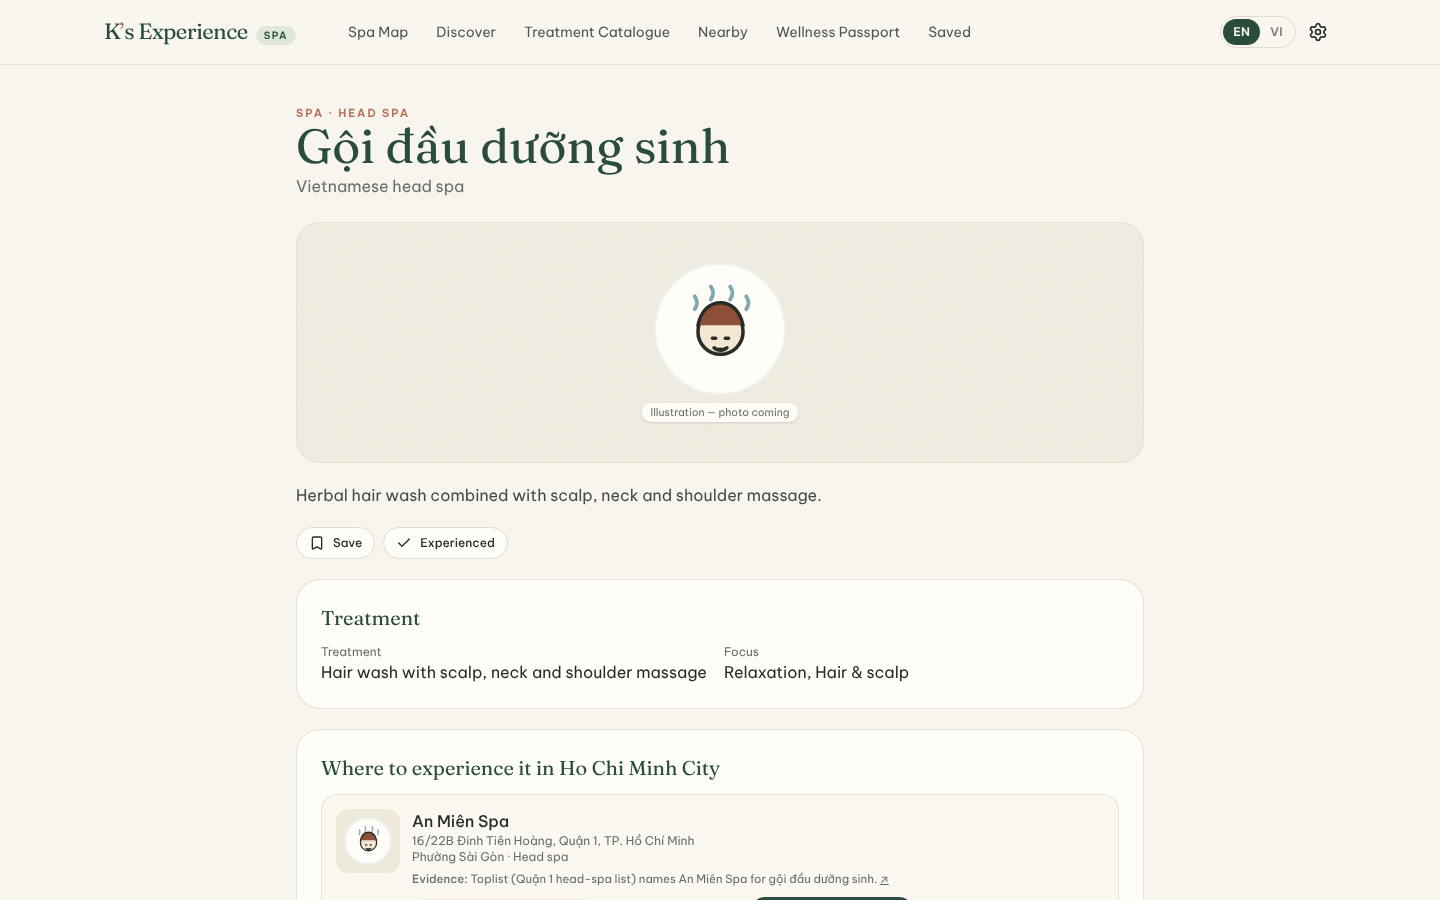 K's Experience SPA
Spa Map
Discover
Treatment Catalogue
Nearby
Wellness Passport
Saved
EN
VI
SPA · HEAD SPA
Gội đầu dưỡng sinh
Vietnamese head spa
Illustration — photo coming
Herbal hair wash combined with scalp, neck and shoulder massage.
Save
Experienced
Treatment
Treatment
Hair wash with scalp, neck and shoulder massage
Focus
Relaxation, Hair & scalp
Where to experience it in Ho Chi Minh City
An Miên Spa
16/22B Đinh Tiên Hoàng, Quận 1, TP. Hồ Chí Minh
Phường Sài Gòn · Head spa
Evidence: Toplist (Quận 1 head-spa list) names An Miên Spa for gội đầu dưỡng sinh. ↗